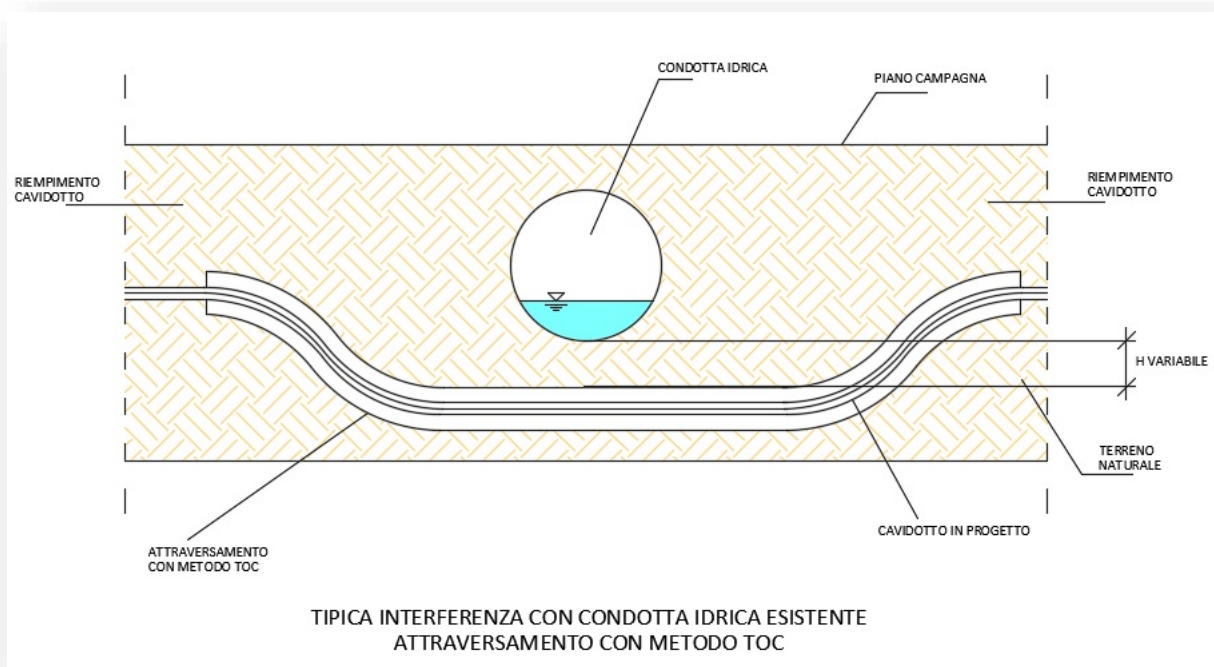 CONDOTTA IDRICA
PIANO CAMPAGNA
RIEMPIMENTO
CAVIDOTTO
RIEMPIMENTO
CAVIDOTTO
H VARIABILE
TERRENO
NATURALE
CAVIDOTTO IN PROGETTO
ATTRAVERSAMENTO
CON METODO TOC
TIPICA INTERFERENZA CON CONDOTTA IDRICA ESISTENTE
ATTRAVERSAMENTO CON METODO TOC